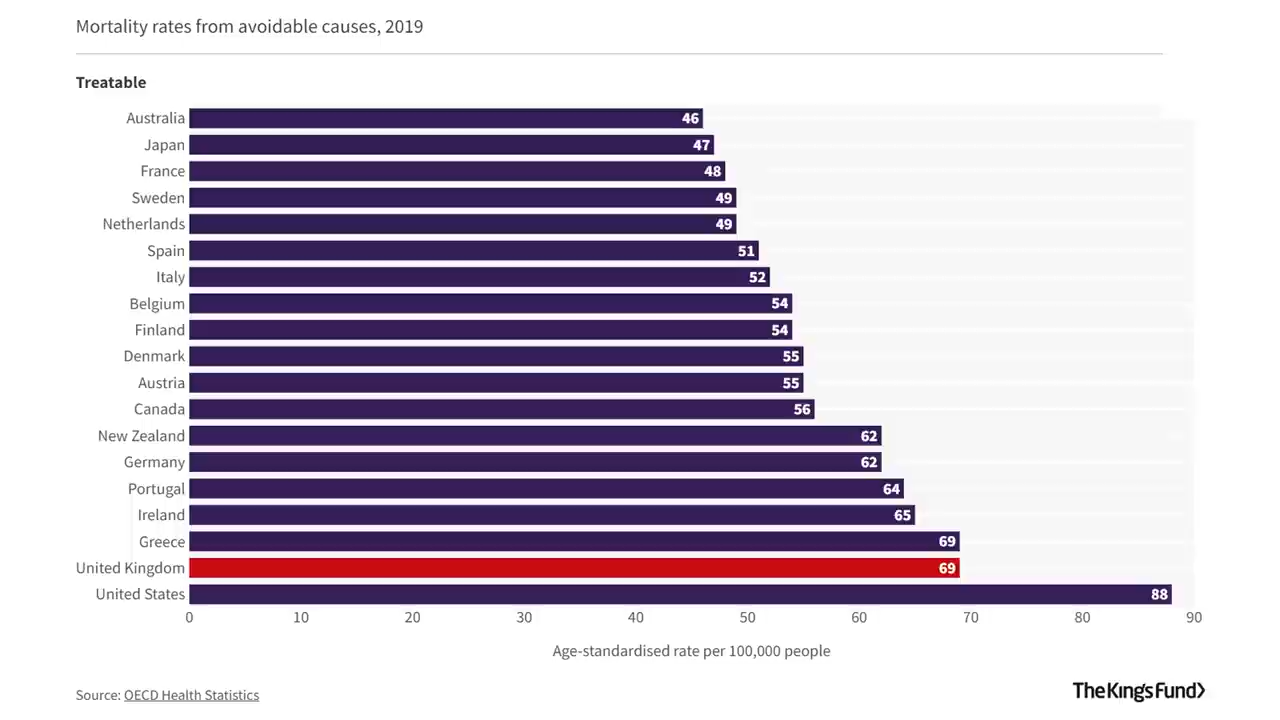 Mortality rates from avoidable causes, 2019
Treatable
Australia 46
Japan 47
France 48
Sweden 49
Netherlands 49
Spain 51
Italy 52
Belgium 54
Finland 54
Denmark 55
Austria 55
Canada 56
New Zealand 62
Germany 62
Portugal 64
Ireland 65
Greece 69
United Kingdom 69
United States 88
0 10 20 30 40 50 60 70 80 90
Age-standardised rate per 100,000 people
Source: OECD Health Statistics
TheKingsFund>